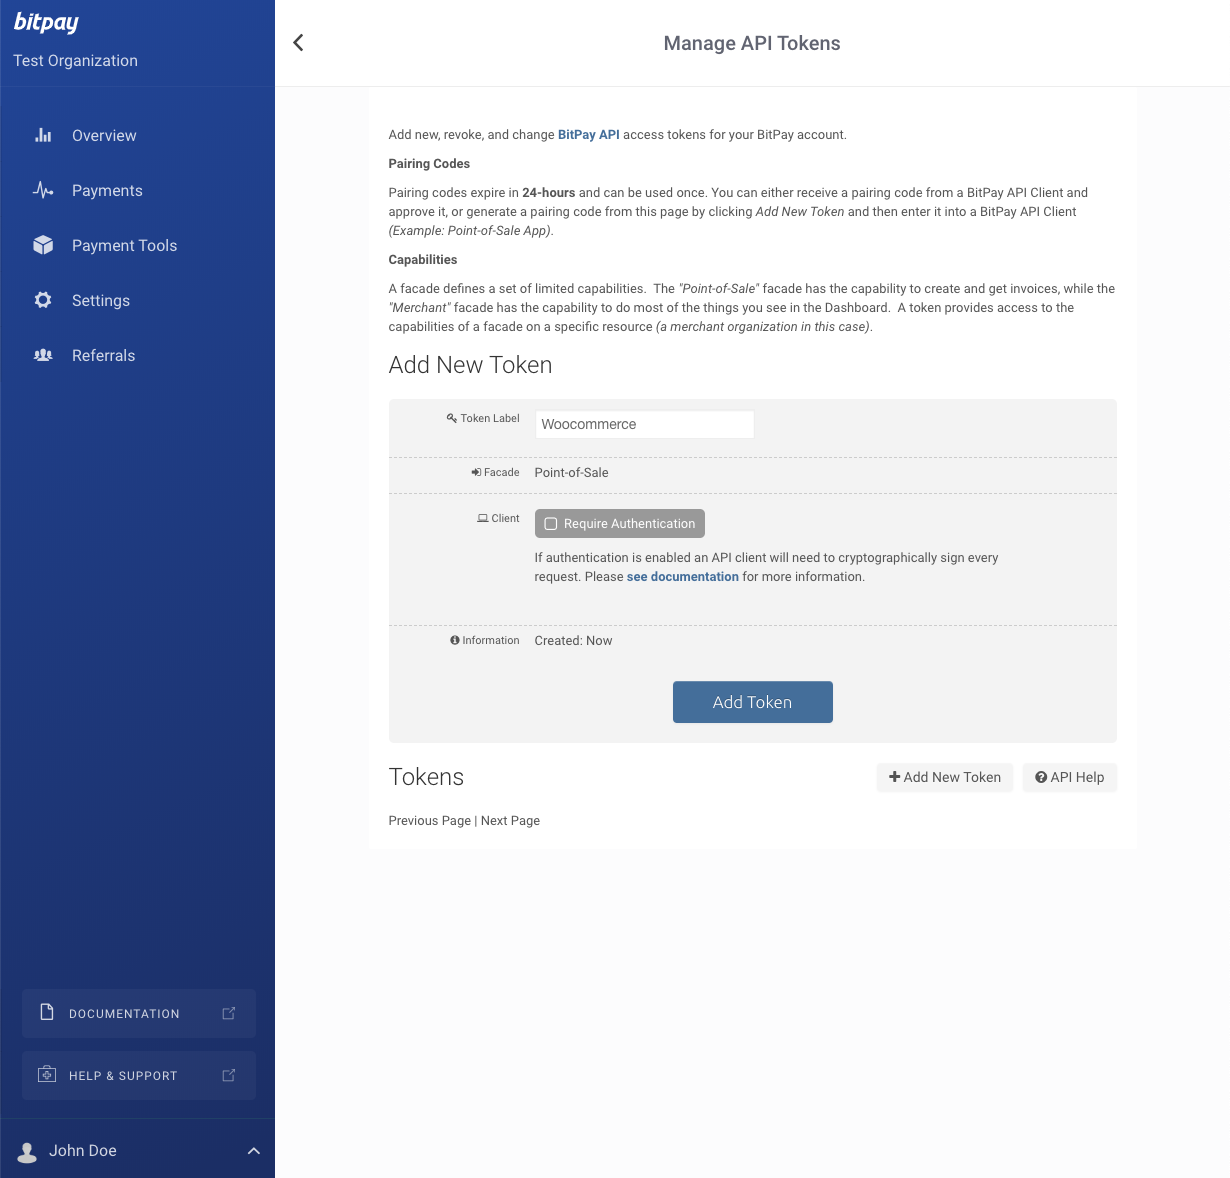 bitpay
Test Organization
Overview
Payments
Payment Tools
Settings
Referrals
DOCUMENTATION
HELP & SUPPORT
John Doe
Manage API Tokens
Add new, revoke, and change BitPay API access tokens for your BitPay account.
Pairing Codes
Pairing codes expire in 24-hours and can be used once. You can either receive a pairing code from a BitPay API Client and
approve it, or generate a pairing code from this page by clicking Add New Token and then enter it into a BitPay API Client
(Example: Point-of-Sale App).
Capabilities
A facade defines a set of limited capabilities.  The "Point-of-Sale" facade has the capability to create and get invoices, while the
"Merchant" facade has the capability to do most of the things you see in the Dashboard.  A token provides access to the
capabilities of a facade on a specific resource (a merchant organization in this case).
Add New Token
Token Label Woocommerce
Facade Point-of-Sale
Client Require Authentication
If authentication is enabled an API client will need to cryptographically sign every
request. Please see documentation for more information.
Information Created: Now
Add Token
Tokens Add New Token API Help
Previous Page | Next Page